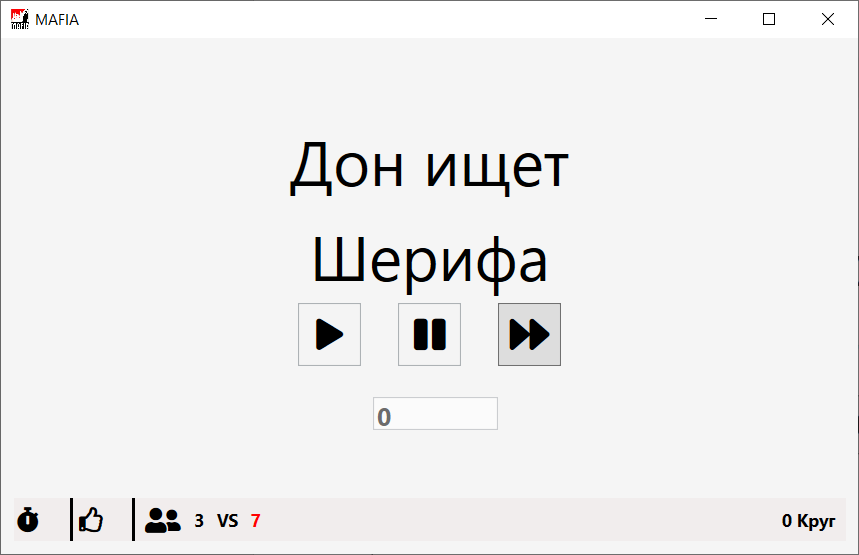 MAFIA
Дон ищет
Шерифа
0
3 VS 7
0 Круг